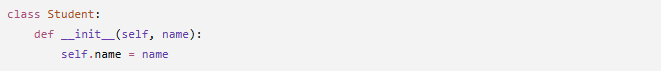 class Student:
    def __init__(self, name):
        self.name = name